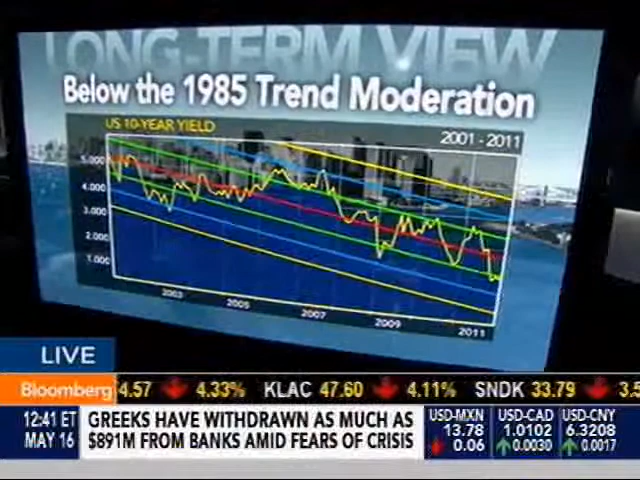 LONG-TERM VIEW
Below the 1985 Trend Moderation
US 10-YEAR YIELD
2001 - 2011
5.000
4.000
3.000
2.000
1.000
2003 2005 2007 2009 2011
LIVE
Bloomberg 4.57 4.33% KLAC 47.60 4.11% SNDK 33.79 3.5
12:41 ET
MAY 16
GREEKS HAVE WITHDRAWN AS MUCH AS
$891M FROM BANKS AMID FEARS OF CRISIS
USD-MXN
13.78
0.06
USD-CAD
1.0102
0.0030
USD-CNY
6.3208
0.0017